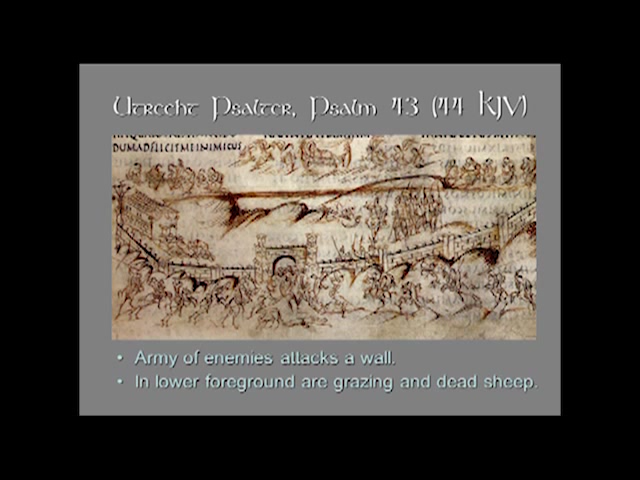 Utrecht Psalter, Psalm 43 (44 KJV)
DUMADFLICITMEINIMICUS
• Army of enemies attacks a wall.
• In lower foreground are grazing and dead sheep.